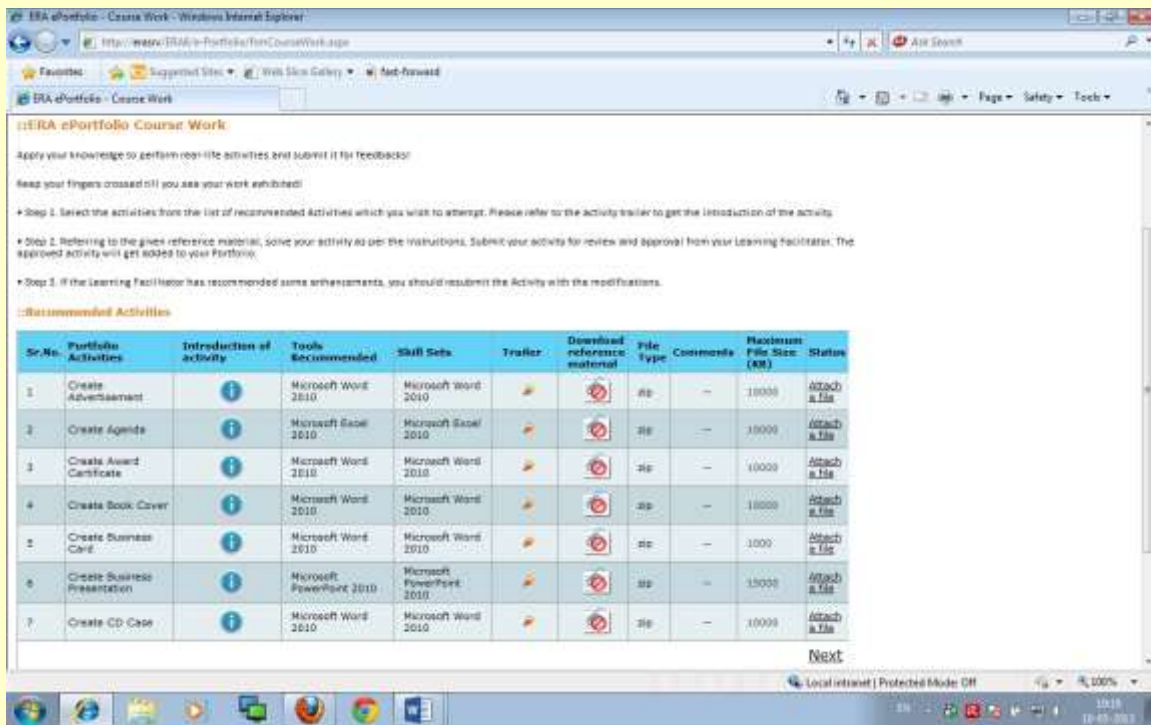 ERA ePortfolio - Course Work - Windows Internet Explorer
Ask Search
Favorites Suggested Sites Web Slice Gallery fast-forward
ERA ePortfolio - Course Work Page Safety Tools
::ERA ePortfolio Course Work
Apply your knowledge to perform real-life activities and submit it for feedbacks!
Keep your fingers crossed till you see your work exhibited!
• Step 1. Select the activities from the list of recommended Activities which you wish to attempt. Please refer to the activity trailer to get the introduction of the activity.
• Step 2. Referring to the given reference material, solve your activity as per the instructions. Submit your activity for review and approval from your Learning Facilitator. The
approved activity will get added to your Portfolio.
• Step 3. If the Learning Facilitator has recommended some enhancements, you should resubmit the Activity with the modifications.
::Recommended Activities
Sr.No. Portfolio Activities Introduction of activity Tools Recommended Skill Sets Trailer Download reference material File Type Comments Maximum File Size (KB) Status
1 Create Advertisement Microsoft Word 2010 Microsoft Word 2010 zip -- 10000 Attach a file
2 Create Agenda Microsoft Excel 2010 Microsoft Excel 2010 zip -- 10000 Attach a file
3 Create Award Certificate Microsoft Word 2010 Microsoft Word 2010 zip -- 10000 Attach a file
4 Create Book Cover Microsoft Word 2010 Microsoft Word 2010 zip -- 10000 Attach a file
5 Create Business Card Microsoft Word 2010 Microsoft Word 2010 zip -- 1000 Attach a file
6 Create Business Presentation Microsoft PowerPoint 2010 Microsoft PowerPoint 2010 zip -- Attach a file
7 Create CD Case Microsoft Word 2010 Microsoft Word 2010 zip -- 10000 Attach a file
Next
Local intranet | Protected Mode: Off 100%
EN